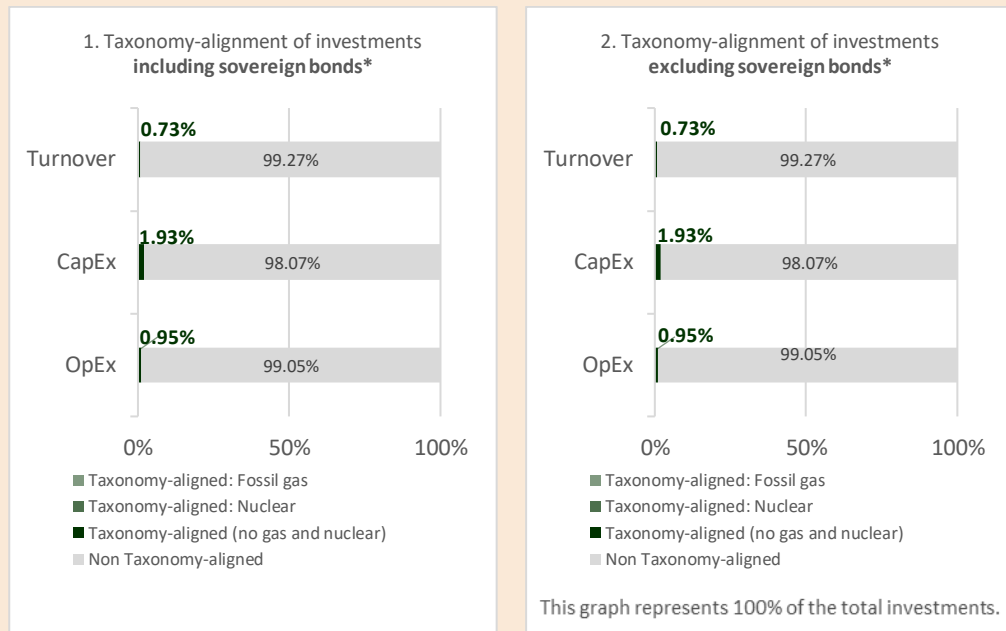 1. Taxonomy-alignment of investments
including sovereign bonds*
0.73%
Turnover
99.27%
1.93%
CapEx
98.07%
0.95%
OpEx
99.05%
0%
50%
100%
Taxonomy-aligned: Fossil gas
Taxonomy-aligned: Nuclear
Taxonomy-aligned (no gas and nuclear)
Non Taxonomy-aligned
2. Taxonomy-alignment of investments
excluding sovereign bonds*
0.73%
Turnover
99.27%
1.93%
CapEx
98.07%
0.95%
OpEx
99.05%
0%
50%
100%
Taxonomy-aligned: Fossil gas
Taxonomy-aligned: Nuclear
Taxonomy-aligned (no gas and nuclear)
Non Taxonomy-aligned
This graph represents 100% of the total investments.